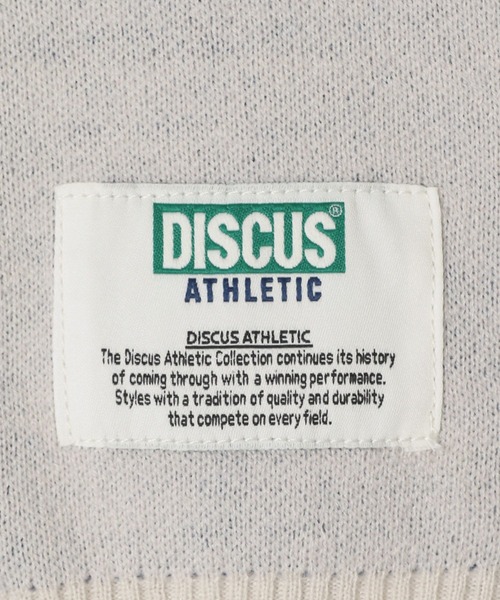 DISCUS®
ATHLETIC
DISCUS ATHLETIC
The Discus Athletic Collection continues its history
of coming through with a winning performance.
Styles with a tradition of quality and durability
that compete on every field.